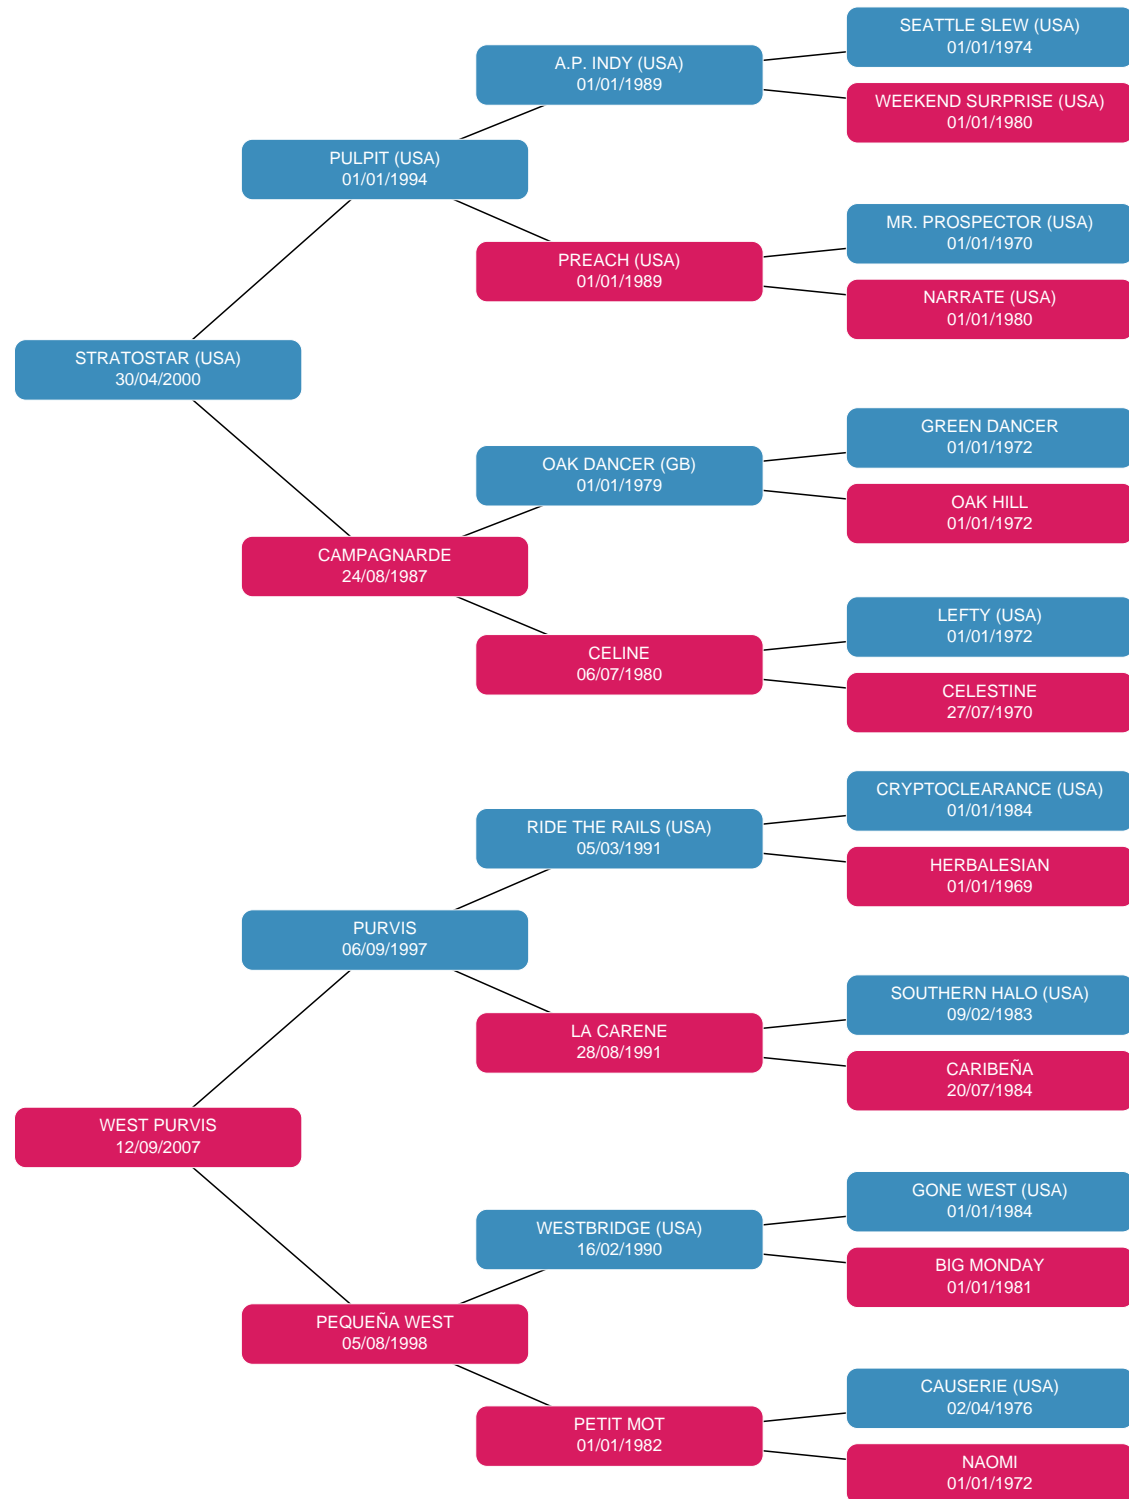 SEATTLE SLEW (USA)
01/01/1974
A.P. INDY (USA)
01/01/1989
WEEKEND SURPRISE (USA)
01/01/1980
PULPIT (USA)
01/01/1994
MR. PROSPECTOR (USA)
01/01/1970
PREACH (USA)
01/01/1989
NARRATE (USA)
01/01/1980
STRATOSTAR (USA)
30/04/2000
GREEN DANCER
01/01/1972
OAK DANCER (GB)
01/01/1979
OAK HILL
01/01/1972
CAMPAGNARDE
24/08/1987
LEFTY (USA)
01/01/1972
CELINE
06/07/1980
CELESTINE
27/07/1970
CRYPTOCLEARANCE (USA)
01/01/1984
RIDE THE RAILS (USA)
05/03/1991
HERBALESIAN
01/01/1969
PURVIS
06/09/1997
SOUTHERN HALO (USA)
09/02/1983
LA CARENE
28/08/1991
CARIBEÑA
20/07/1984
WEST PURVIS
12/09/2007
GONE WEST (USA)
01/01/1984
WESTBRIDGE (USA)
16/02/1990
BIG MONDAY
01/01/1981
PEQUEÑA WEST
05/08/1998
CAUSERIE (USA)
02/04/1976
PETIT MOT
01/01/1982
NAOMI
01/01/1972